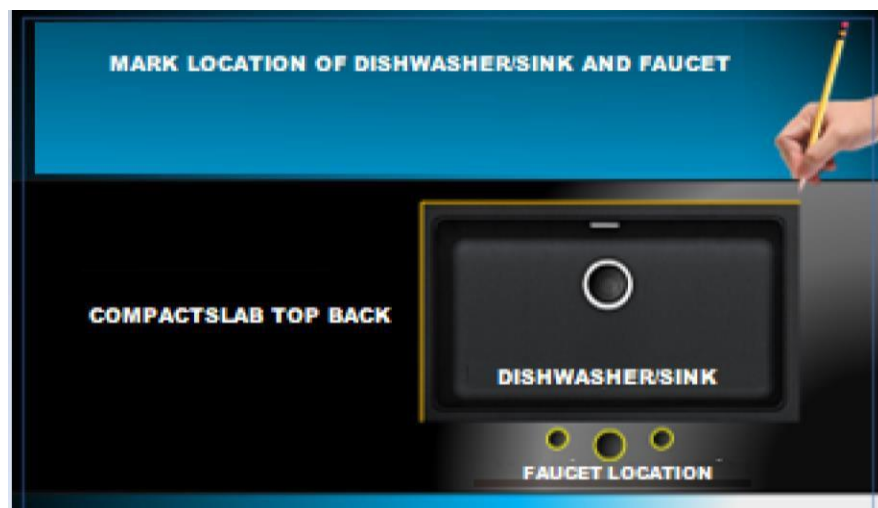 MARK LOCATION OF DISHWASHER/SINK AND FAUCET
COMPACTSLAB TOP BACK
DISHWASHER/SINK
FAUCET LOCATION